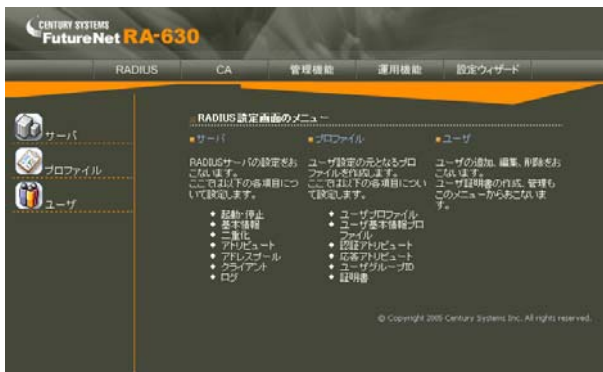 CENTURY SYSTEMS
FutureNet RA-630
RADIUS CA 管理機能 運用機能 設定ウィザード
サーバ
プロファイル
ユーザ
RADIUS設定画面のメニュー
サーバ
RADIUSサーバの設定をお
こないます。
ここでは以下の各項目につ
いて設定します。
起動・停止
基本情報
二重化
アトリビュート
アドレスプール
クライアント
ログ
プロファイル
ユーザ設定の元となるプロ
ファイルを作成します。
ここでは以下の各項目につい
て設定します。
ユーザプロファイル
ユーザ基本情報プロ
ファイル
認証アトリビュート
応答アトリビュート
ユーザグループID
証明書
ユーザ
ユーザの追加、編集、削除をお
こないます。
ユーザ証明書の作成、管理も
このメニューからおこないま
す。
© Copyright 2005 Century Systems Inc. All rights reserved.